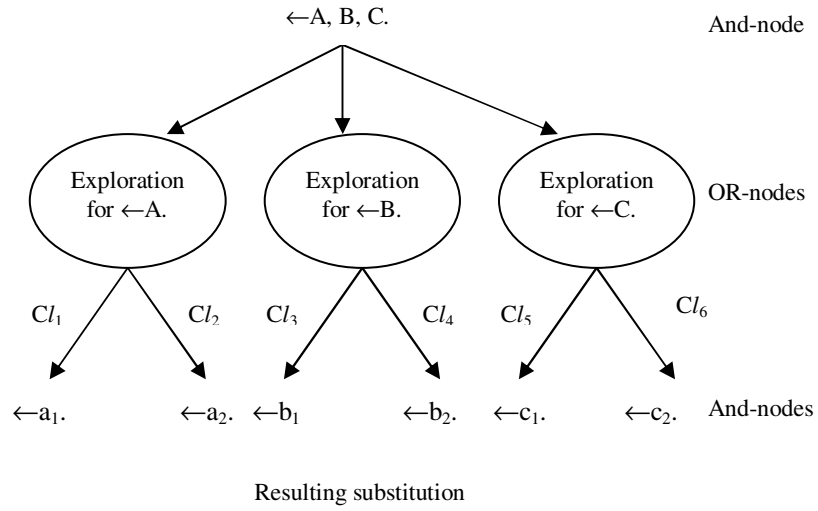 ←A, B, C.
And-node
Exploration
for ←A.
Exploration
for ←B.
Exploration
for ←C.
OR-nodes
Cl₁
Cl₂
Cl₃
Cl₄
Cl₅
Cl₆
←a₁.
←a₂.
←b₁
←b₂.
←c₁.
←c₂.
And-nodes
Resulting substitution